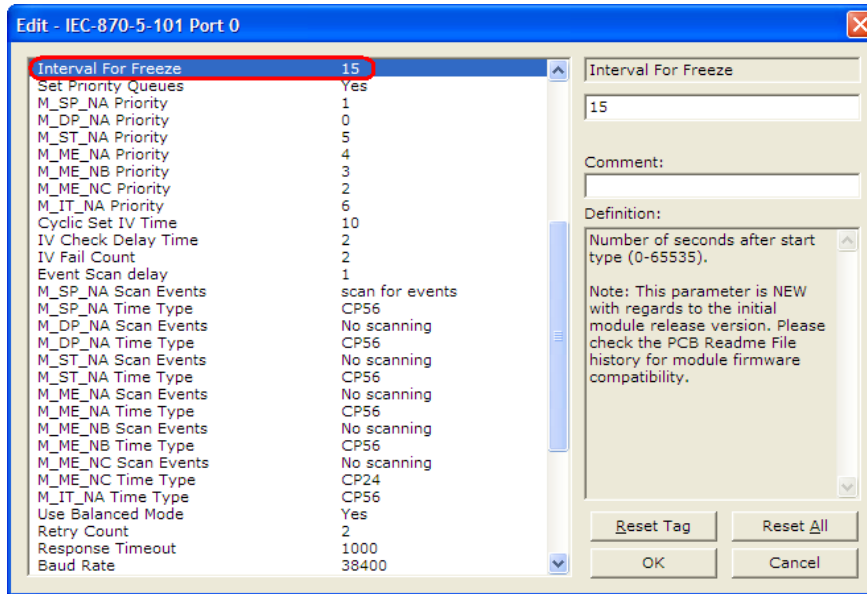 Edit - IEC-870-5-101 Port 0
Interval For Freeze 15
Set Priority Queues Yes
M_SP_NA Priority 1
M_DP_NA Priority 0
M_ST_NA Priority 5
M_ME_NA Priority 4
M_ME_NB Priority 3
M_ME_NC Priority 2
M_IT_NA Priority 6
Cyclic Set IV Time 10
IV Check Delay Time 2
IV Fail Count 2
Event Scan delay 1
M_SP_NA Scan Events scan for events
M_SP_NA Time Type CP56
M_DP_NA Scan Events No scanning
M_DP_NA Time Type CP56
M_ST_NA Scan Events No scanning
M_ST_NA Time Type CP56
M_ME_NA Scan Events No scanning
M_ME_NA Time Type CP56
M_ME_NB Scan Events No scanning
M_ME_NB Time Type CP56
M_ME_NC Scan Events No scanning
M_ME_NC Time Type CP24
M_IT_NA Time Type CP56
Use Balanced Mode Yes
Retry Count 2
Response Timeout 1000
Baud Rate 38400
Interval For Freeze
15
Comment:
Definition:
Number of seconds after start
type (0-65535).
Note: This parameter is NEW
with regards to the initial
module release version. Please
check the PCB Readme File
history for module firmware
compatibility.
Reset Tag Reset All
OK Cancel